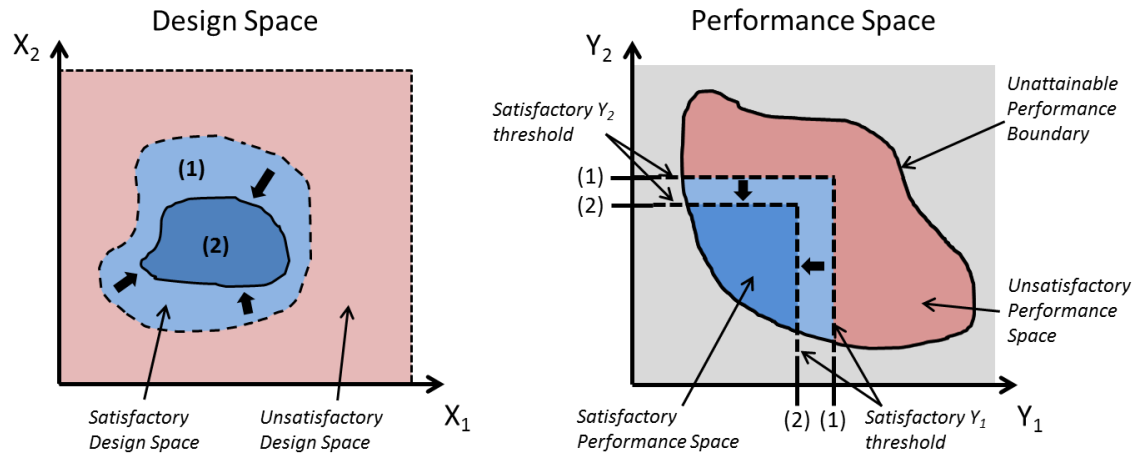 Design Space
X2
(1)
(2)
X1
Satisfactory
Design Space
Unsatisfactory
Design Space
Performance Space
Y2
Satisfactory Y2
threshold
(1)
(2)
Unattainable
Performance
Boundary
Unsatisfactory
Performance
Space
Satisfactory
Performance Space
(2) (1)
Satisfactory Y1
threshold
Y1